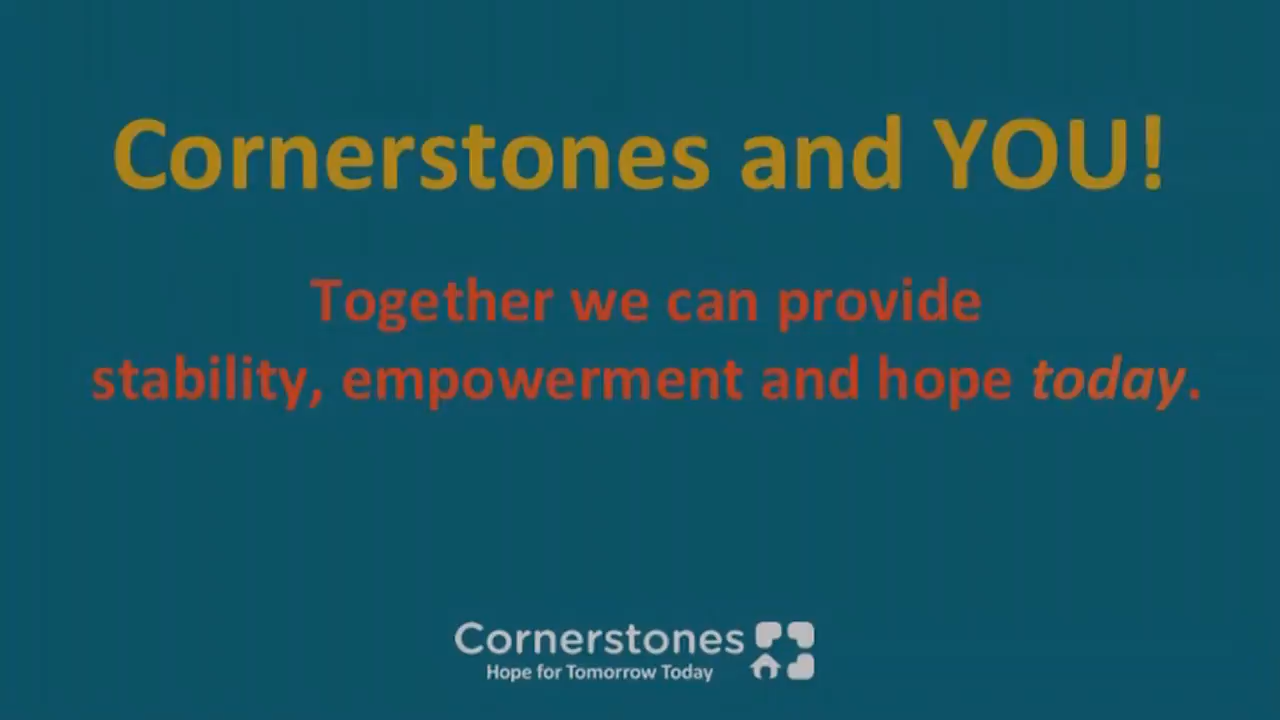 Cornerstones and YOU!
Together we can provide
stability, empowerment and hope today.
Cornerstones
Hope for Tomorrow Today